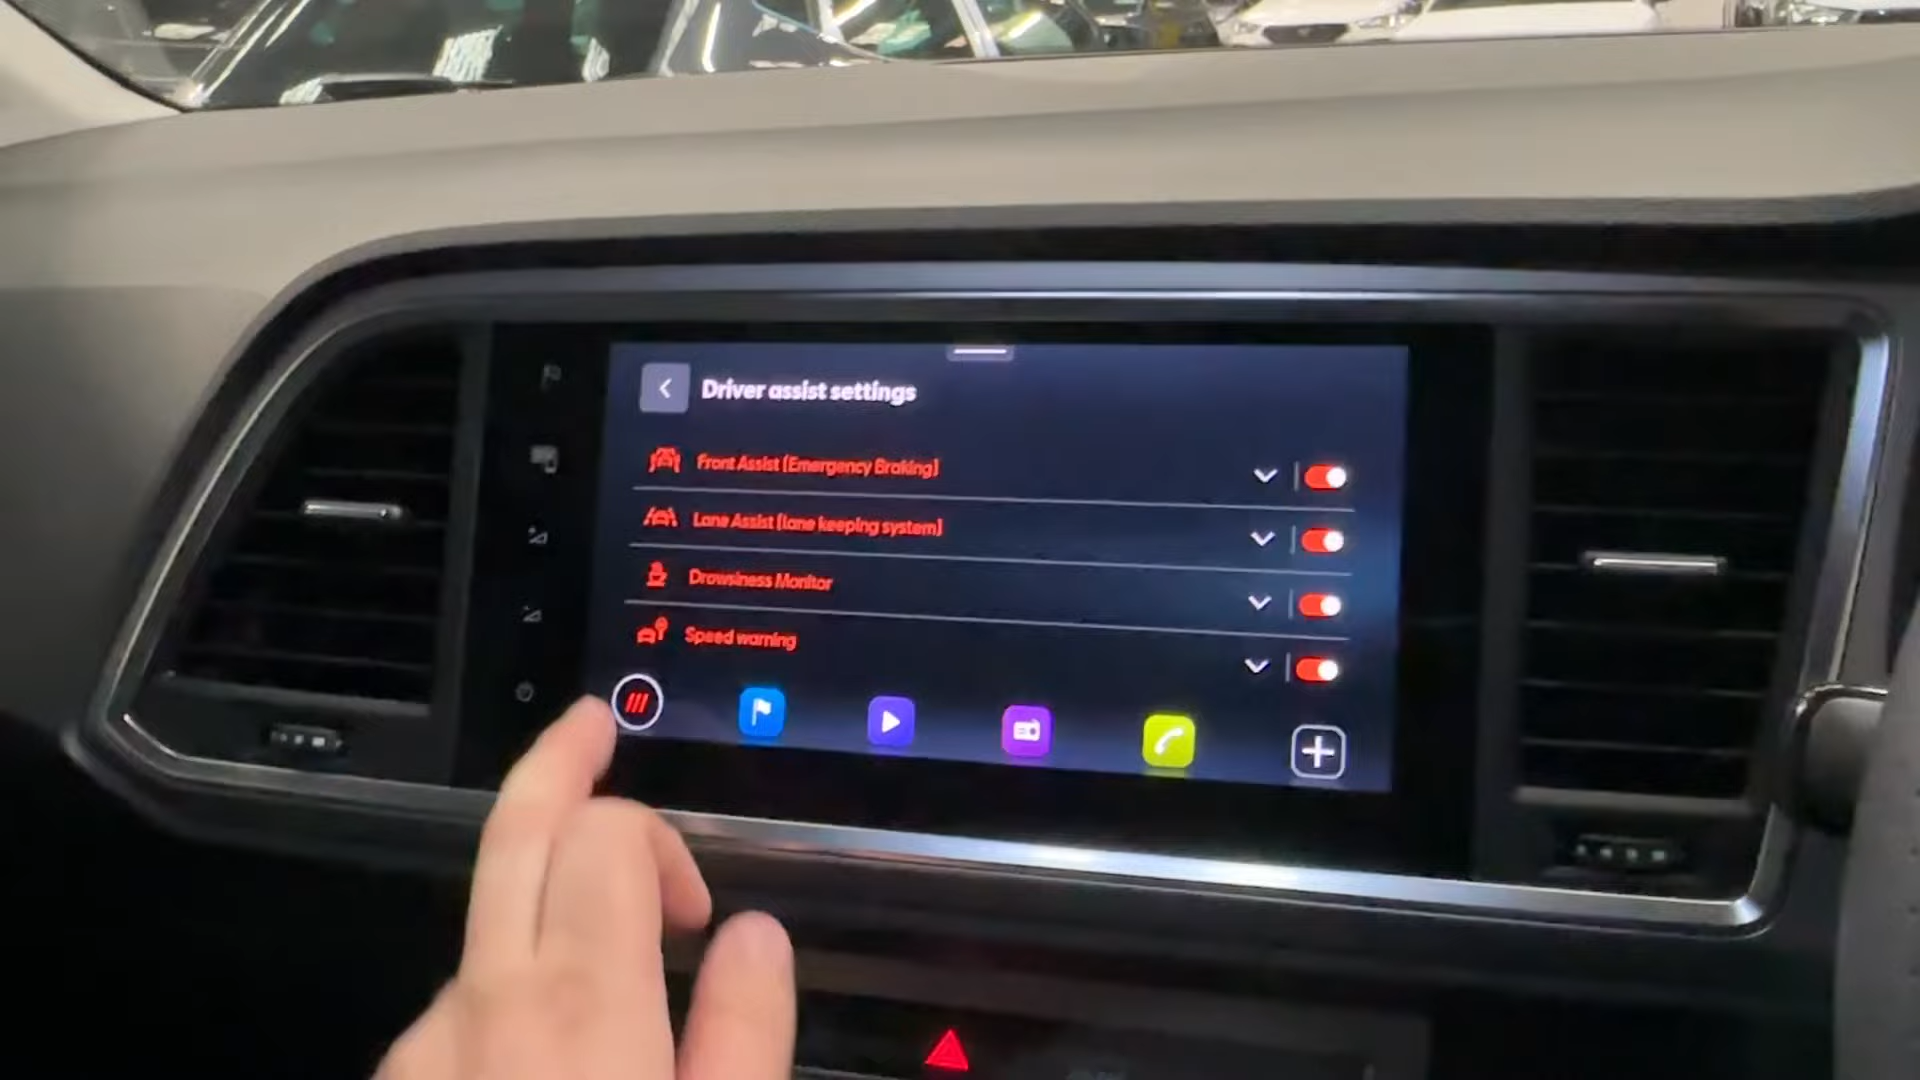 Driver assist settings
Front Assist (Emergency Braking)
Lane Assist (lane keeping system)
Drowsiness Monitor
Speed warning